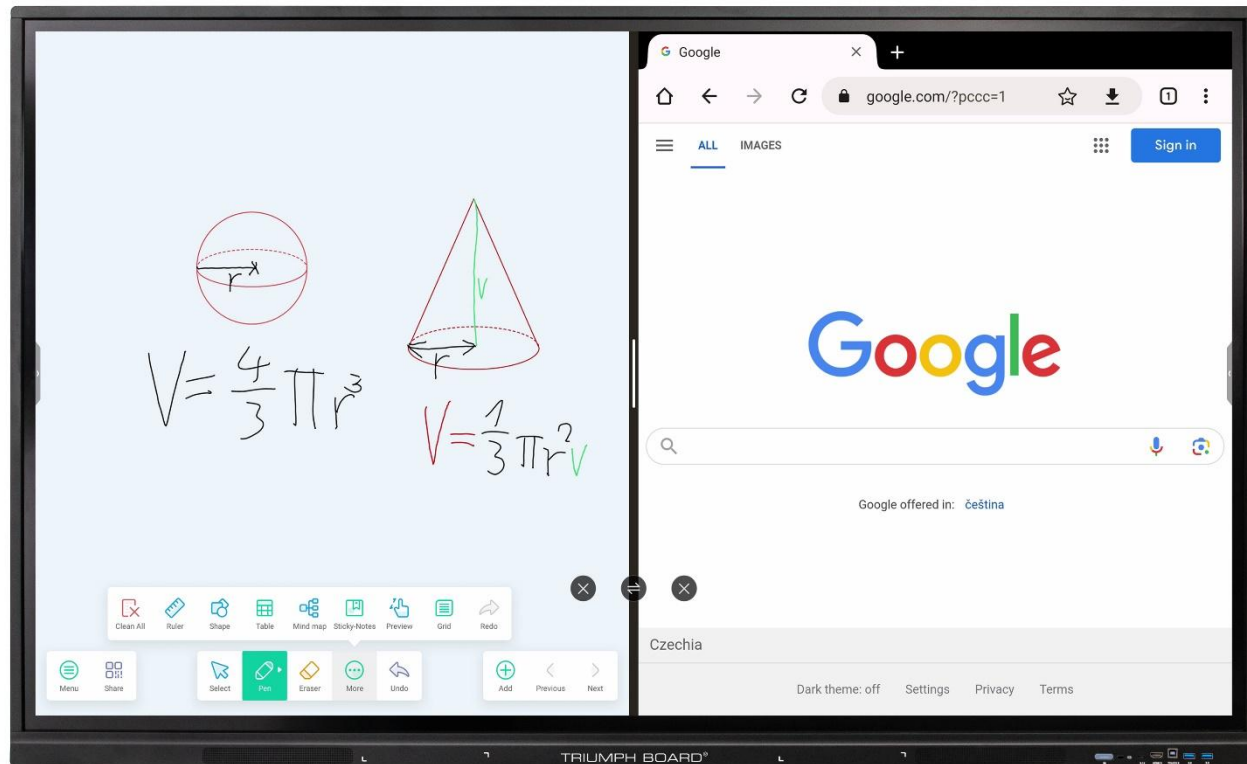 Google
google.com/?pccc=1
1
ALL IMAGES
Sign in
r
V
r
V = 4/3 π r³
V = 1/3 π r² v
Google
Google offered in: čeština
Clean All Ruler Shape Table Mind map Sticky-Notes Preview Grid Redo
Menu Share Select Pen Eraser More Undo Add Previous Next
Czechia
Dark theme: off Settings Privacy Terms
TRIUMPH BOARD®